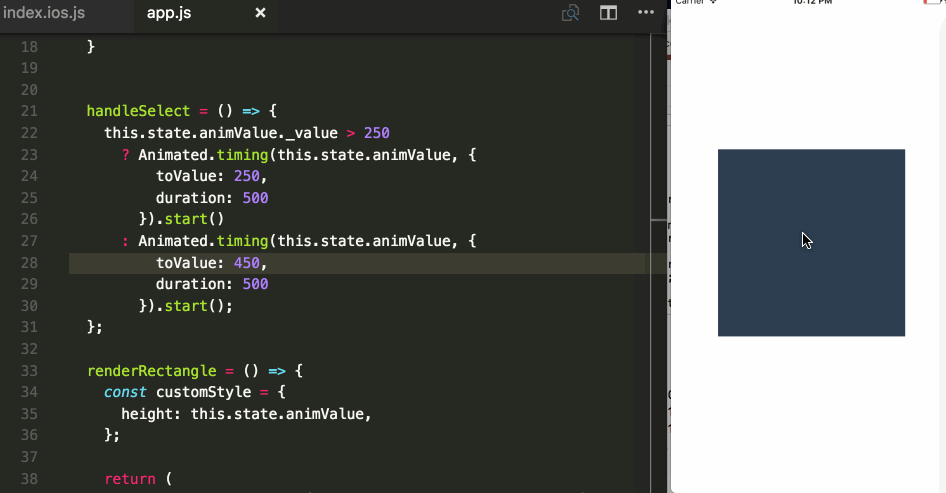 index.ios.js
app.js ×
...
18 }
19
20
21 handleSelect = () => {
22 this.state.animValue._value > 250
23 ? Animated.timing(this.state.animValue, {
24 toValue: 250,
25 duration: 500
26 }).start()
27 : Animated.timing(this.state.animValue, {
28 toValue: 450,
29 duration: 500
30 }).start();
31 };
32
33 renderRectangle = () => {
34 const customStyle = {
35 height: this.state.animValue,
36 };
37
38 return (
Carrier
10:12 PM